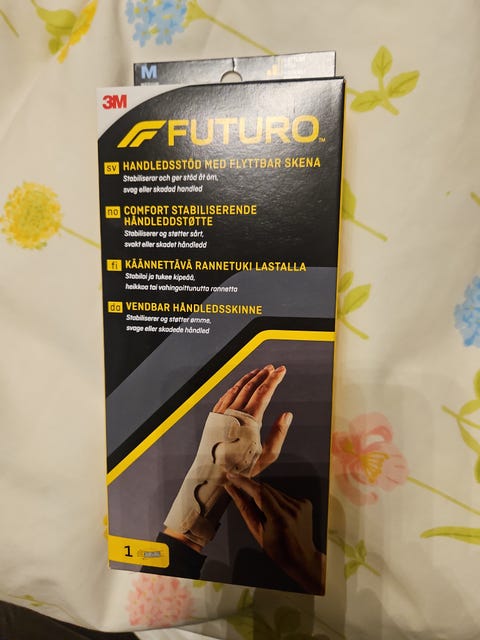 M
3M
FUTURO
sv HANDLEDSSTÖD MED FLYTTBAR SKENA
Stabiliserar och ger stöd åt öm,
svag eller skadad handled
no COMFORT STABILISERENDE
HÅNDLEDDSTØTTE
Stabiliserer og støtter sårt,
svakt eller skadet håndledd
fi KÄÄNNETTÄVÄ RANNETUKI LASTALLA
Stabiloi ja tukee kipeää,
heikkoa tai vahingoittunutta rannetta
da VENDBAR HÅNDLEDSSKINNE
Stabiliserer og støtter ømme,
svage eller skadede håndled
1